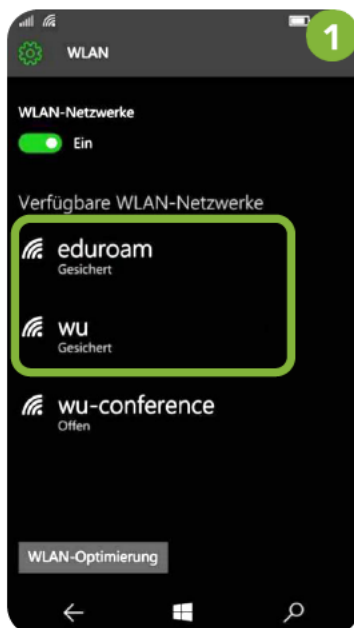 1
WLAN
WLAN-Netzwerke
Ein
Verfügbare WLAN-Netzwerke
eduroam
Gesichert
wu
Gesichert
wu-conference
Offen
WLAN-Optimierung